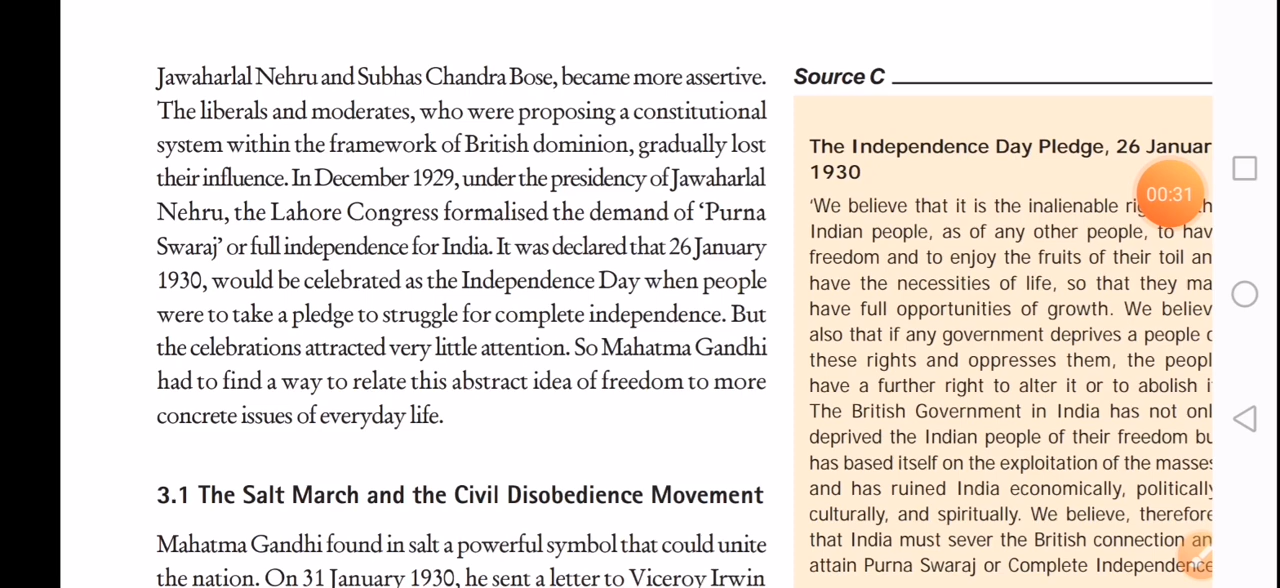 Jawaharlal Nehru and Subhas Chandra Bose, became more assertive.
The liberals and moderates, who were proposing a constitutional
system within the framework of British dominion, gradually lost
their influence. In December 1929, under the presidency of Jawaharlal
Nehru, the Lahore Congress formalised the demand of ‘Purna
Swaraj’ or full independence for India. It was declared that 26 January
1930, would be celebrated as the Independence Day when people
were to take a pledge to struggle for complete independence. But
the celebrations attracted very little attention. So Mahatma Gandhi
had to find a way to relate this abstract idea of freedom to more
concrete issues of everyday life.
3.1 The Salt March and the Civil Disobedience Movement
Mahatma Gandhi found in salt a powerful symbol that could unite
the nation. On 31 January 1930, he sent a letter to Viceroy Irwin
Source C
The Independence Day Pledge, 26 Januar
1930
‘We believe that it is the inalienable
Indian people, as of any other people, to hav
freedom and to enjoy the fruits of their toil an
have the necessities of life, so that they ma
have full opportunities of growth. We believ
also that if any government deprives a people
these rights and oppresses them, the peopl
have a further right to alter it or to abolish
The British Government in India has not onl
deprived the Indian people of their freedom bu
has based itself on the exploitation of the masses
and has ruined India economically, politically
culturally, and spiritually. We believe, therefore
that India must sever the British connection an
attain Purna Swaraj or Complete Independence
00:31